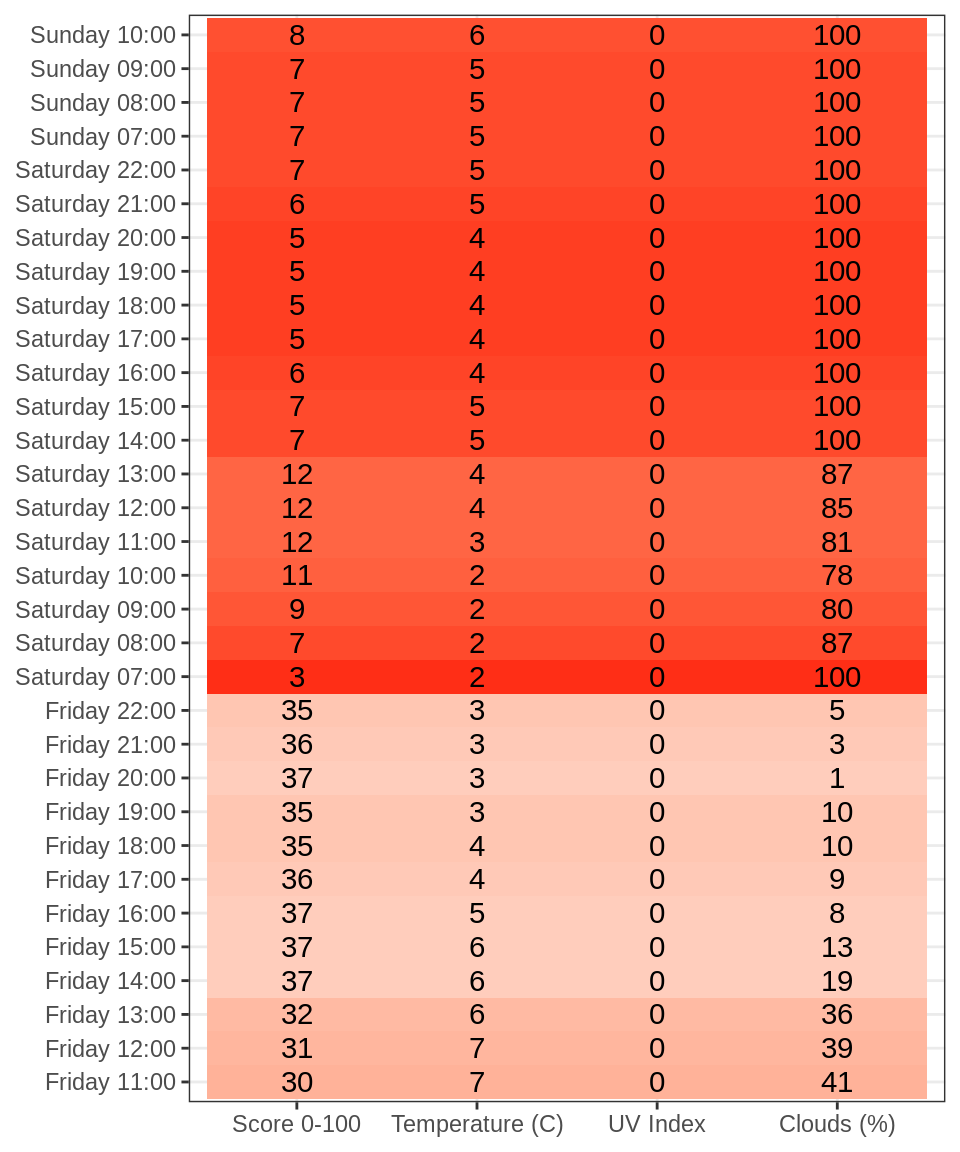 Sunday 10:00 8 6 0 100
Sunday 09:00 7 5 0 100
Sunday 08:00 7 5 0 100
Sunday 07:00 7 5 0 100
Saturday 22:00 7 5 0 100
Saturday 21:00 6 5 0 100
Saturday 20:00 5 4 0 100
Saturday 19:00 5 4 0 100
Saturday 18:00 5 4 0 100
Saturday 17:00 5 4 0 100
Saturday 16:00 6 4 0 100
Saturday 15:00 7 5 0 100
Saturday 14:00 7 5 0 100
Saturday 13:00 12 4 0 87
Saturday 12:00 12 4 0 85
Saturday 11:00 12 3 0 81
Saturday 10:00 11 2 0 78
Saturday 09:00 9 2 0 80
Saturday 08:00 7 2 0 87
Saturday 07:00 3 2 0 100
Friday 22:00 35 3 0 5
Friday 21:00 36 3 0 3
Friday 20:00 37 3 0 1
Friday 19:00 35 3 0 10
Friday 18:00 35 4 0 10
Friday 17:00 36 4 0 9
Friday 16:00 37 5 0 8
Friday 15:00 37 6 0 13
Friday 14:00 37 6 0 19
Friday 13:00 32 6 0 36
Friday 12:00 31 7 0 39
Friday 11:00 30 7 0 41
Score 0-100 Temperature (C) UV Index Clouds (%)